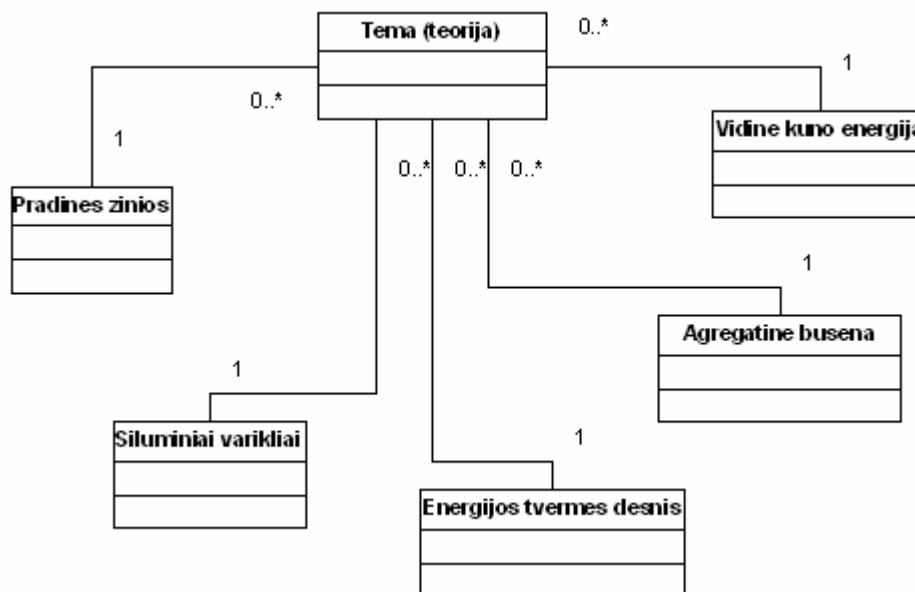 Tema (teorija)
0..*
1
0..*
Vidine kuno energija
1
0..*
0..*
0..*
Pradines zinios
1
Agregatine busena
1
Siluminiai varikliai
1
Energijos tvermes desnis